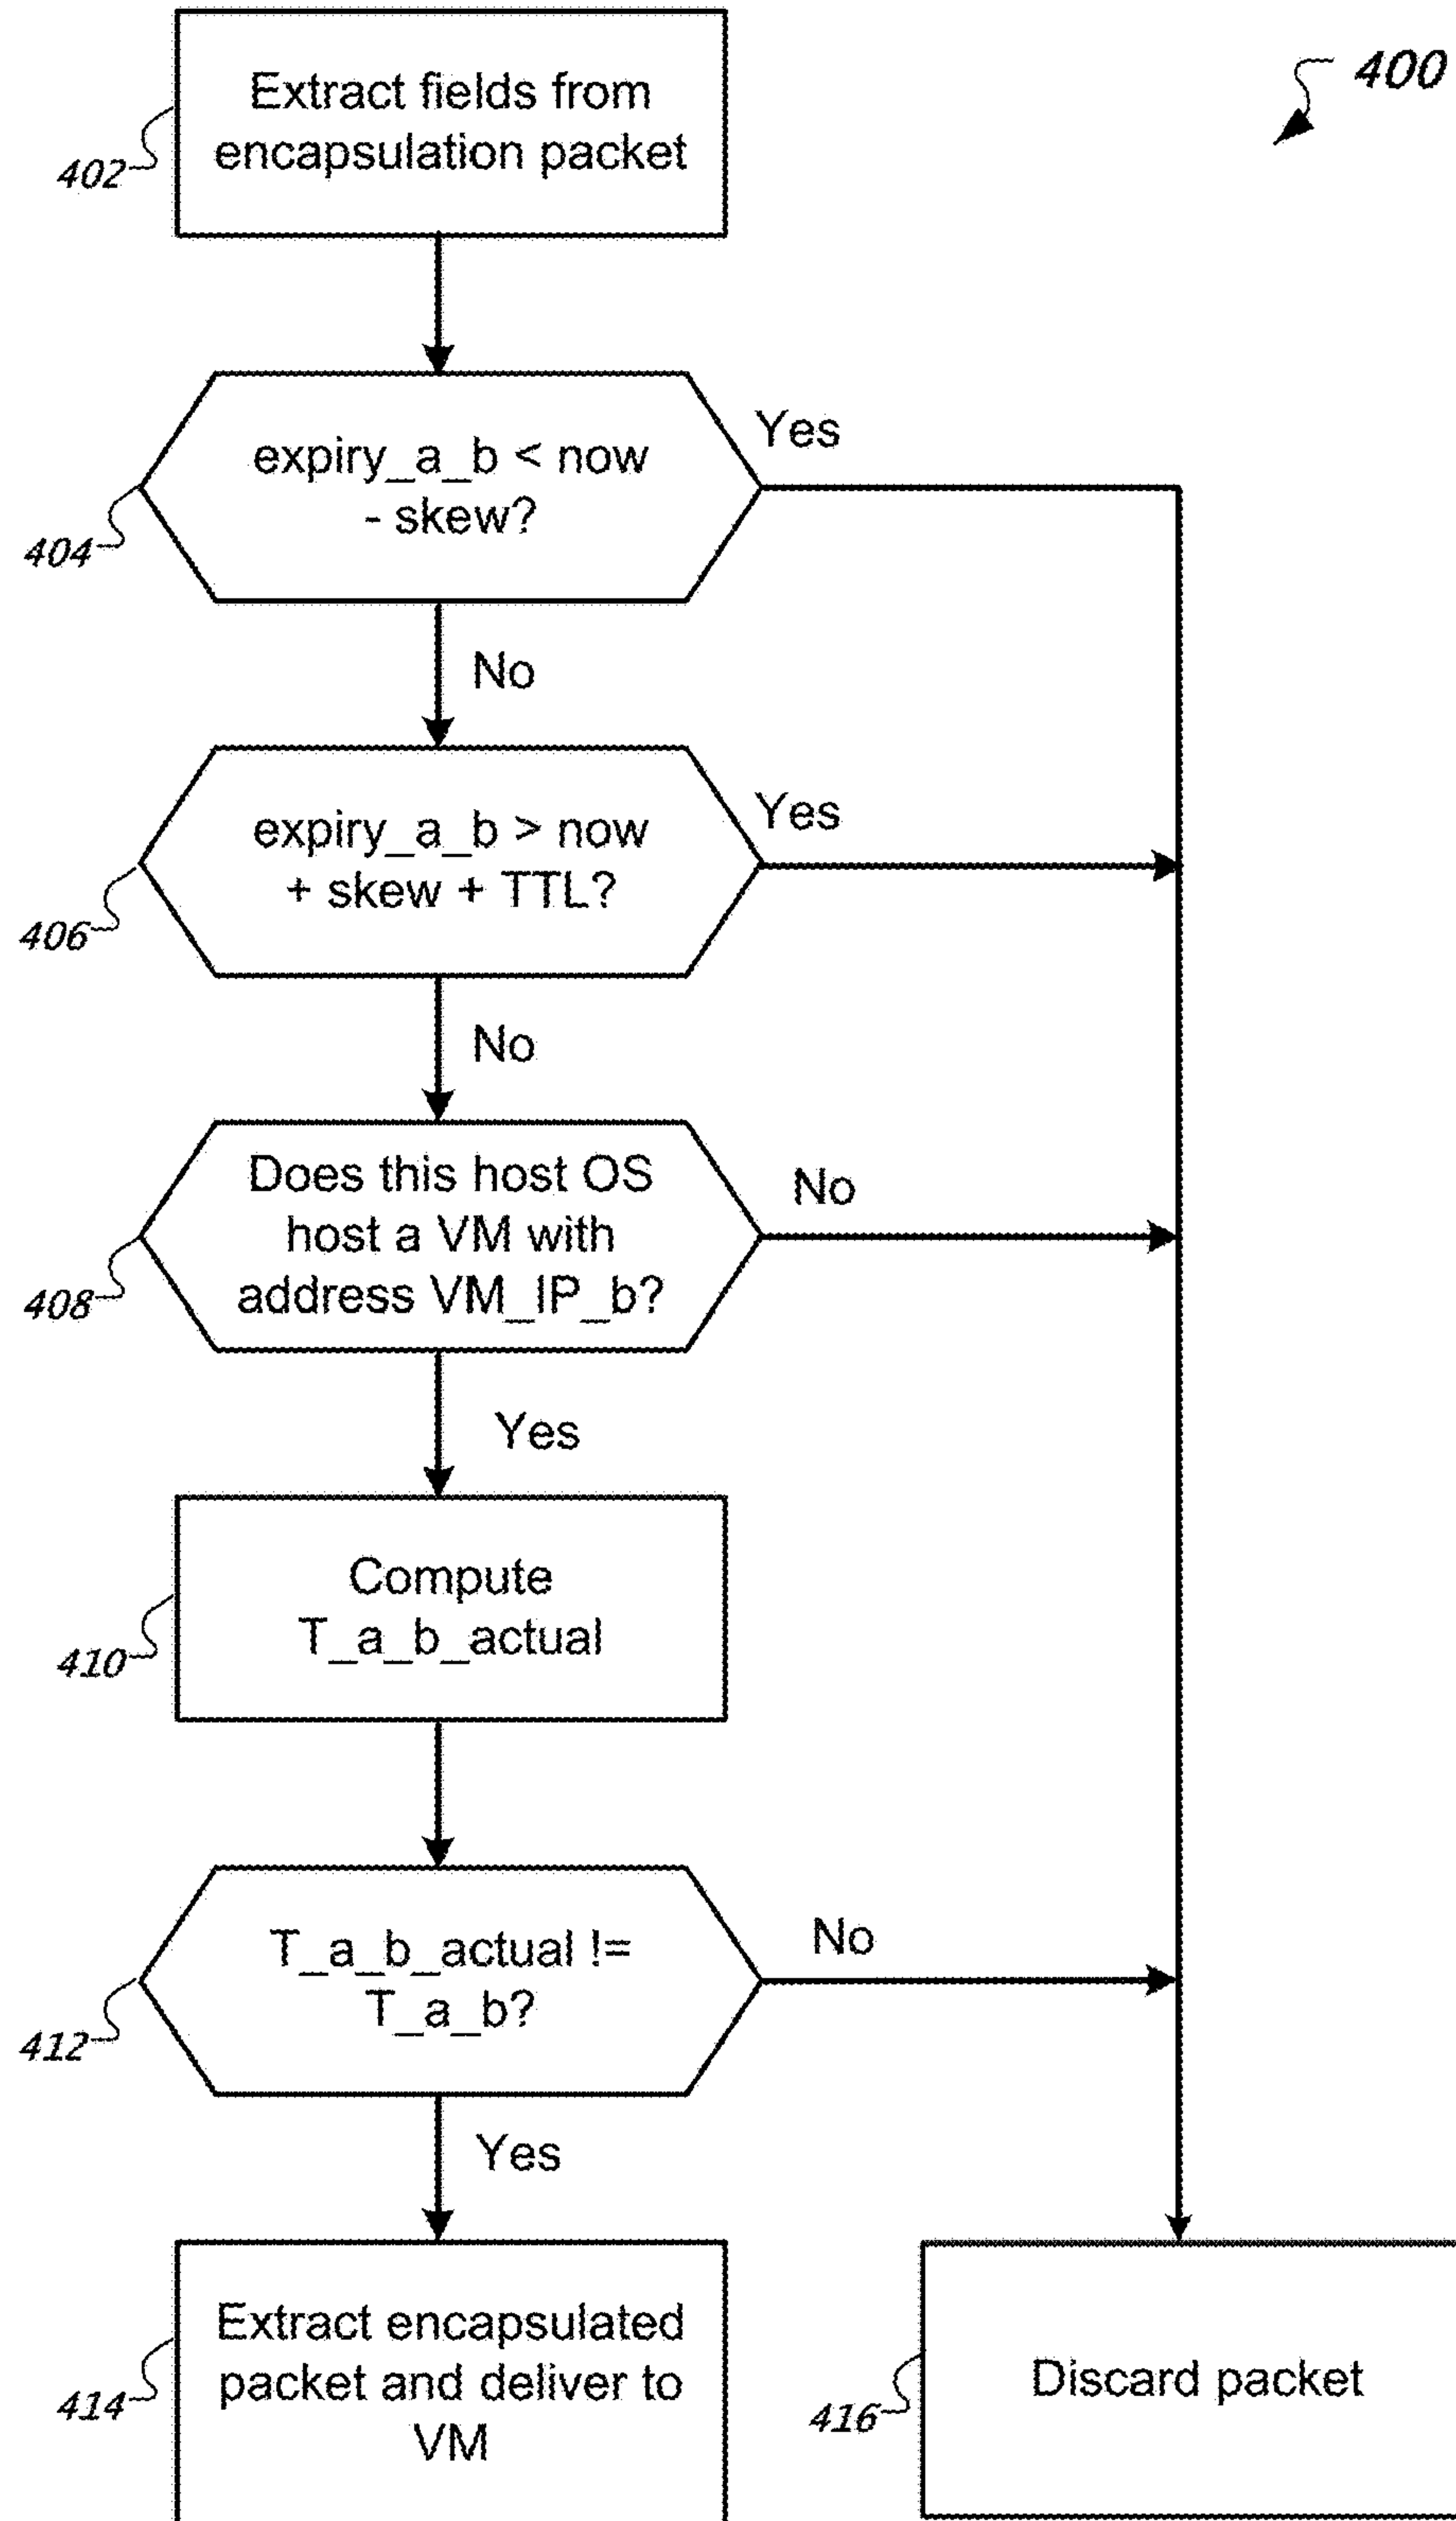 400
Extract fields from
encapsulation packet
402
expiry_a_b < now
- skew?
Yes
404
No
expiry_a_b > now
+ skew + TTL?
Yes
406
No
Does this host OS
host a VM with
address VM_IP_b?
No
408
Yes
Compute
T_a_b_actual
410
T_a_b_actual !=
T_a_b?
No
412
Yes
Extract encapsulated
packet and deliver to
VM
414
Discard packet
416